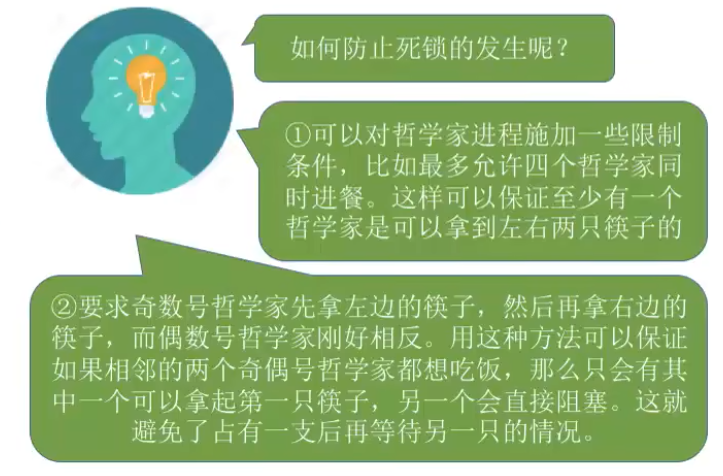 如何防止死锁的发生呢？
①可以对哲学家进程施加一些限制
条件，比如最多允许四个哲学家同
时进餐。这样可以保证至少有一个
哲学家是可以拿到左右两只筷子的
②要求奇数号哲学家先拿左边的筷子，然后再拿右边的
筷子，而偶数号哲学家刚好相反。用这种方法可以保证
如果相邻的两个奇偶号哲学家都想吃饭，那么只会有其
中一个可以拿起第一只筷子，另一个会直接阻塞。这就
避免了占有一支后再等待另一只的情况。